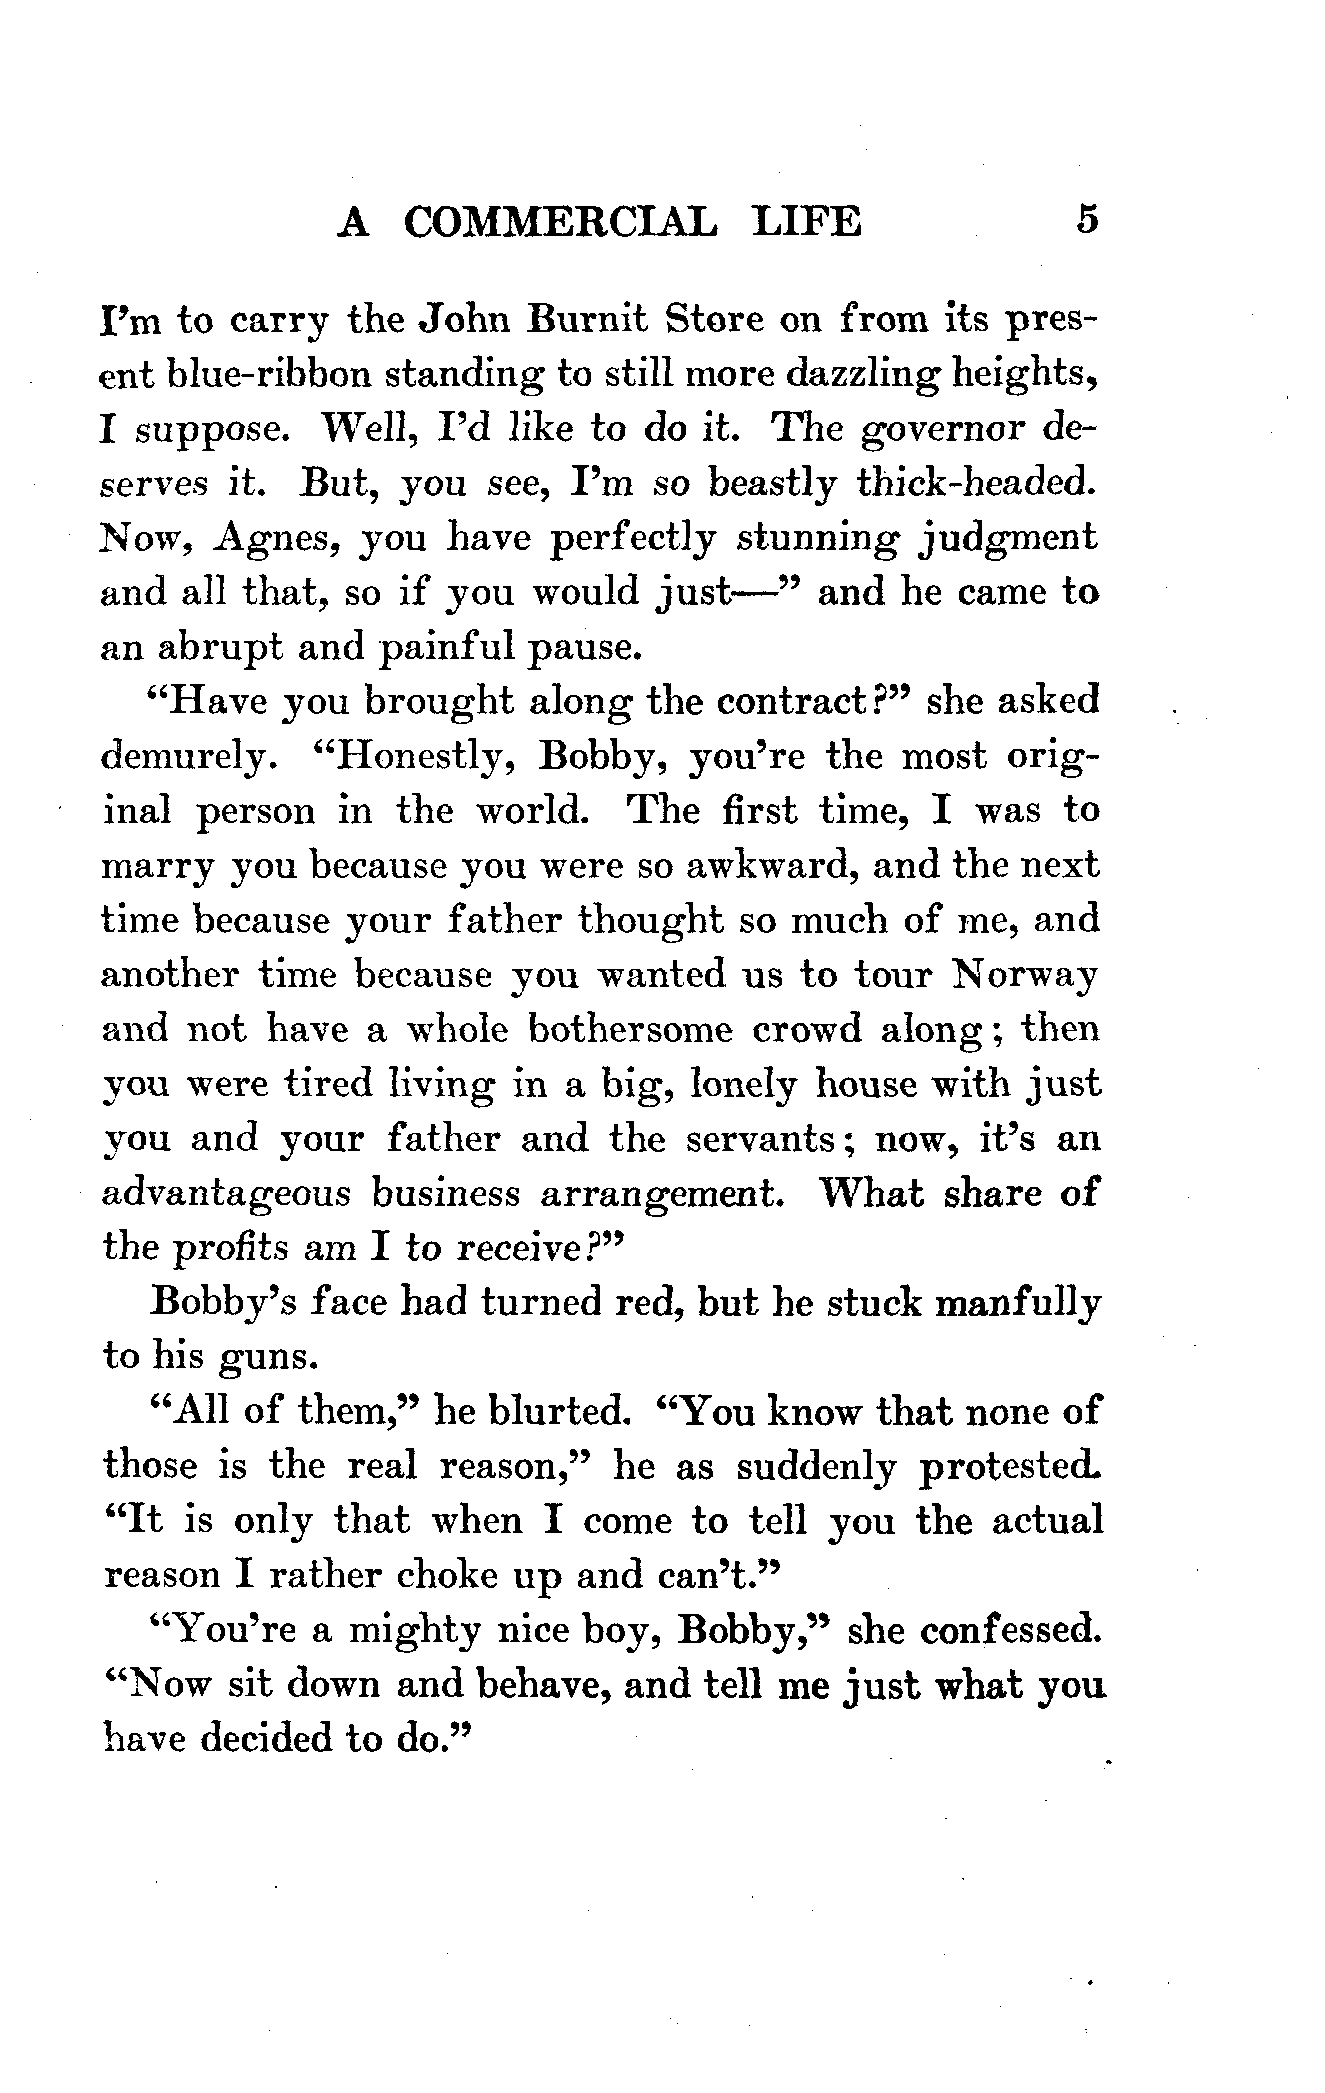 A COMMERCIAL LIFE 5
I'm to carry the John Burnit Store on from its pres-
ent blue-ribbon standing to still more dazzling heights,
I suppose. Well, I'd like to do it. The governor de-
serves it. But, you see, I'm so beastly thick-headed.
Now, Agnes, you have perfectly stunning judgment
and all that, so if you would just—” and he came to
an abrupt and painful pause.
“Have you brought along the contract?” she asked
demurely. “Honestly, Bobby, you're the most orig-
inal person in the world. The first time, I was to
marry you because you were so awkward, and the next
time because your father thought so much of me, and
another time because you wanted us to tour Norway
and not have a whole bothersome crowd along; then
you were tired living in a big, lonely house with just
you and your father and the servants; now, it's an
advantageous business arrangement. What share of
the profits am I to receive?”
Bobby's face had turned red, but he stuck manfully
to his guns.
“All of them,” he blurted. “You know that none of
those is the real reason,” he as suddenly protested.
“It is only that when I come to tell you the actual
reason I rather choke up and can't.”
“You're a mighty nice boy, Bobby,” she confessed.
“Now sit down and behave, and tell me just what you
have decided to do.”